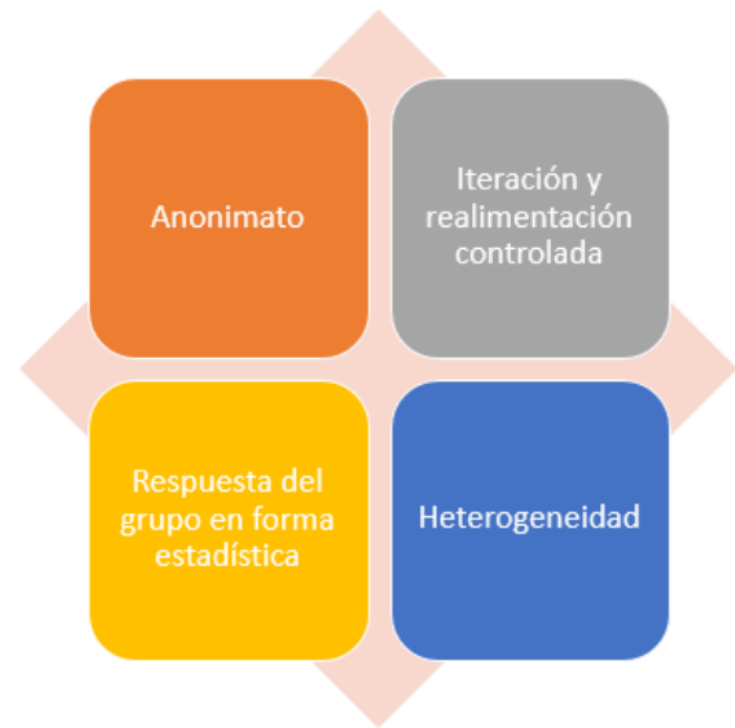 Anonimato
Iteración y
realimentación
controlada
Respuesta del
grupo en forma
estadística
Heterogeneidad